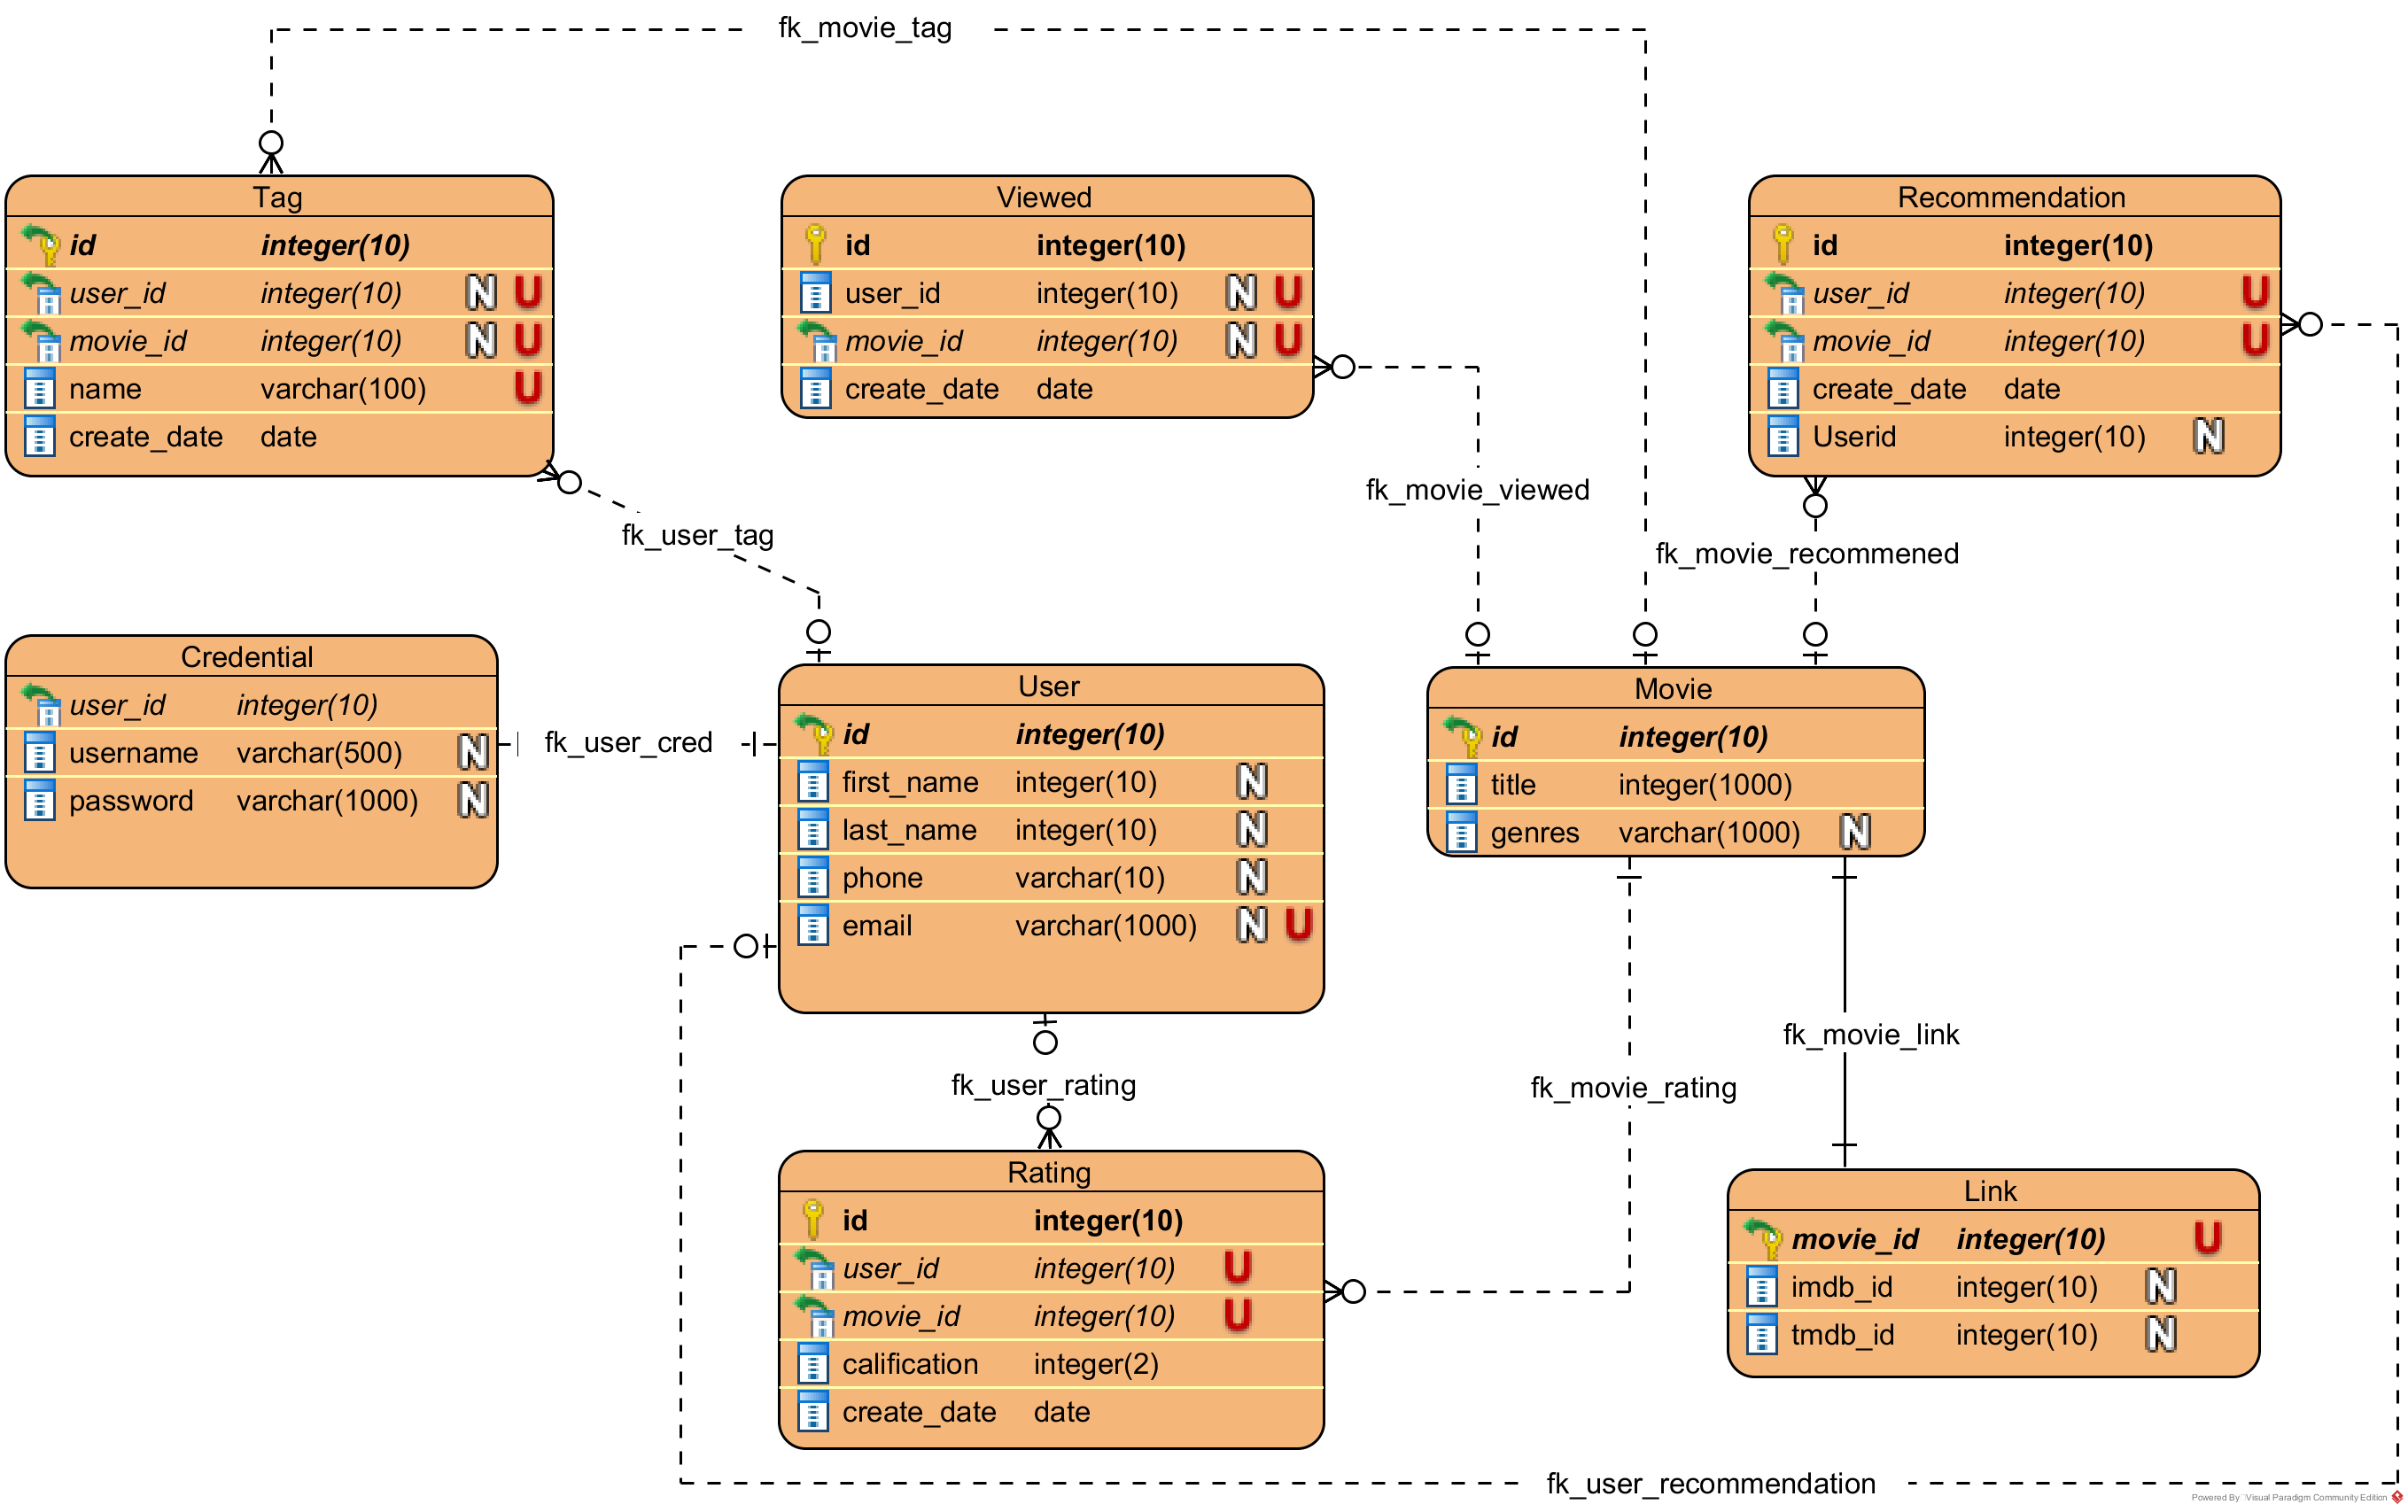 fk_movie_tag
Tag
id integer(10)
user_id integer(10) N U
movie_id integer(10) N U
name varchar(100) U
create_date date
Viewed
id integer(10)
user_id integer(10) N U
movie_id integer(10) N U
create_date date
Recommendation
id integer(10)
user_id integer(10) U
movie_id integer(10) U
create_date date
Userid integer(10) N
fk_movie_viewed
fk_user_tag
fk_movie_recommened
Credential
user_id integer(10)
username varchar(500) N
password varchar(1000) N
fk_user_cred
User
id integer(10)
first_name integer(10) N
last_name integer(10) N
phone varchar(10) N
email varchar(1000) N U
Movie
id integer(10)
title integer(1000)
genres varchar(1000) N
fk_movie_link
fk_user_rating
fk_movie_rating
Rating
id integer(10)
user_id integer(10) U
movie_id integer(10) U
calification integer(2)
create_date date
Link
movie_id integer(10) U
imdb_id integer(10) N
tmdb_id integer(10) N
fk_user_recommendation
Powered By Visual Paradigm Community Edition